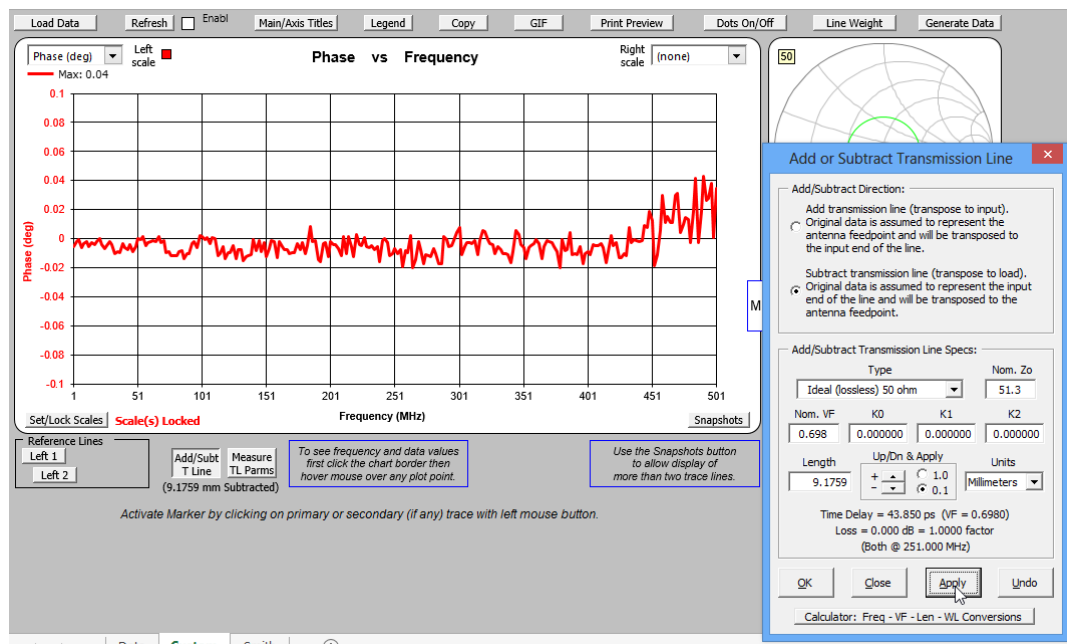 Load Data
Refresh
Enabl
Main/Axis Titles
Legend
Copy
GIF
Print Preview
Dots On/Off
Line Weight
Generate Data
Phase (deg)
Left
scale
Phase vs Frequency
Right
scale
(none)
Max: 0.04
0.1
0.08
0.06
0.04
0.02
0
-0.02
-0.04
-0.06
-0.08
-0.1
Phase (deg)
1 51 101 151 201 251 301 351 401 451 501
Frequency (MHz)
Set/Lock Scales
Scale(s) Locked
Snapshots
50
M
Reference Lines
Left 1
Left 2
Add/Subt
T Line
Measure
TL Parms
(9.1759 mm Subtracted)
To see frequency and data values
first click the chart border then
hover mouse over any plot point.
Use the Snapshots button
to allow display of
more than two trace lines.
Activate Marker by clicking on primary or secondary (if any) trace with left mouse button.
Add or Subtract Transmission Line
Add/Subtract Direction:
Add transmission line (transpose to input).
Original data is assumed to represent the
antenna feedpoint and will be transposed to
the input end of the line.
Subtract transmission line (transpose to load).
Original data is assumed to represent the input
end of the line and will be transposed to the
antenna feedpoint.
Add/Subtract Transmission Line Specs:
Type
Nom. Zo
Ideal (lossless) 50 ohm
51.3
Nom. VF K0 K1 K2
0.698 0.000000 0.000000 0.000000
Length
Up/Dn & Apply
Units
9.1759
+
-
1.0
0.1
Millimeters
Time Delay = 43.850 ps (VF = 0.6980)
Loss = 0.000 dB = 1.0000 factor
(Both @ 251.000 MHz)
OK
Close
Apply
Undo
Calculator: Freq - VF - Len - WL Conversions